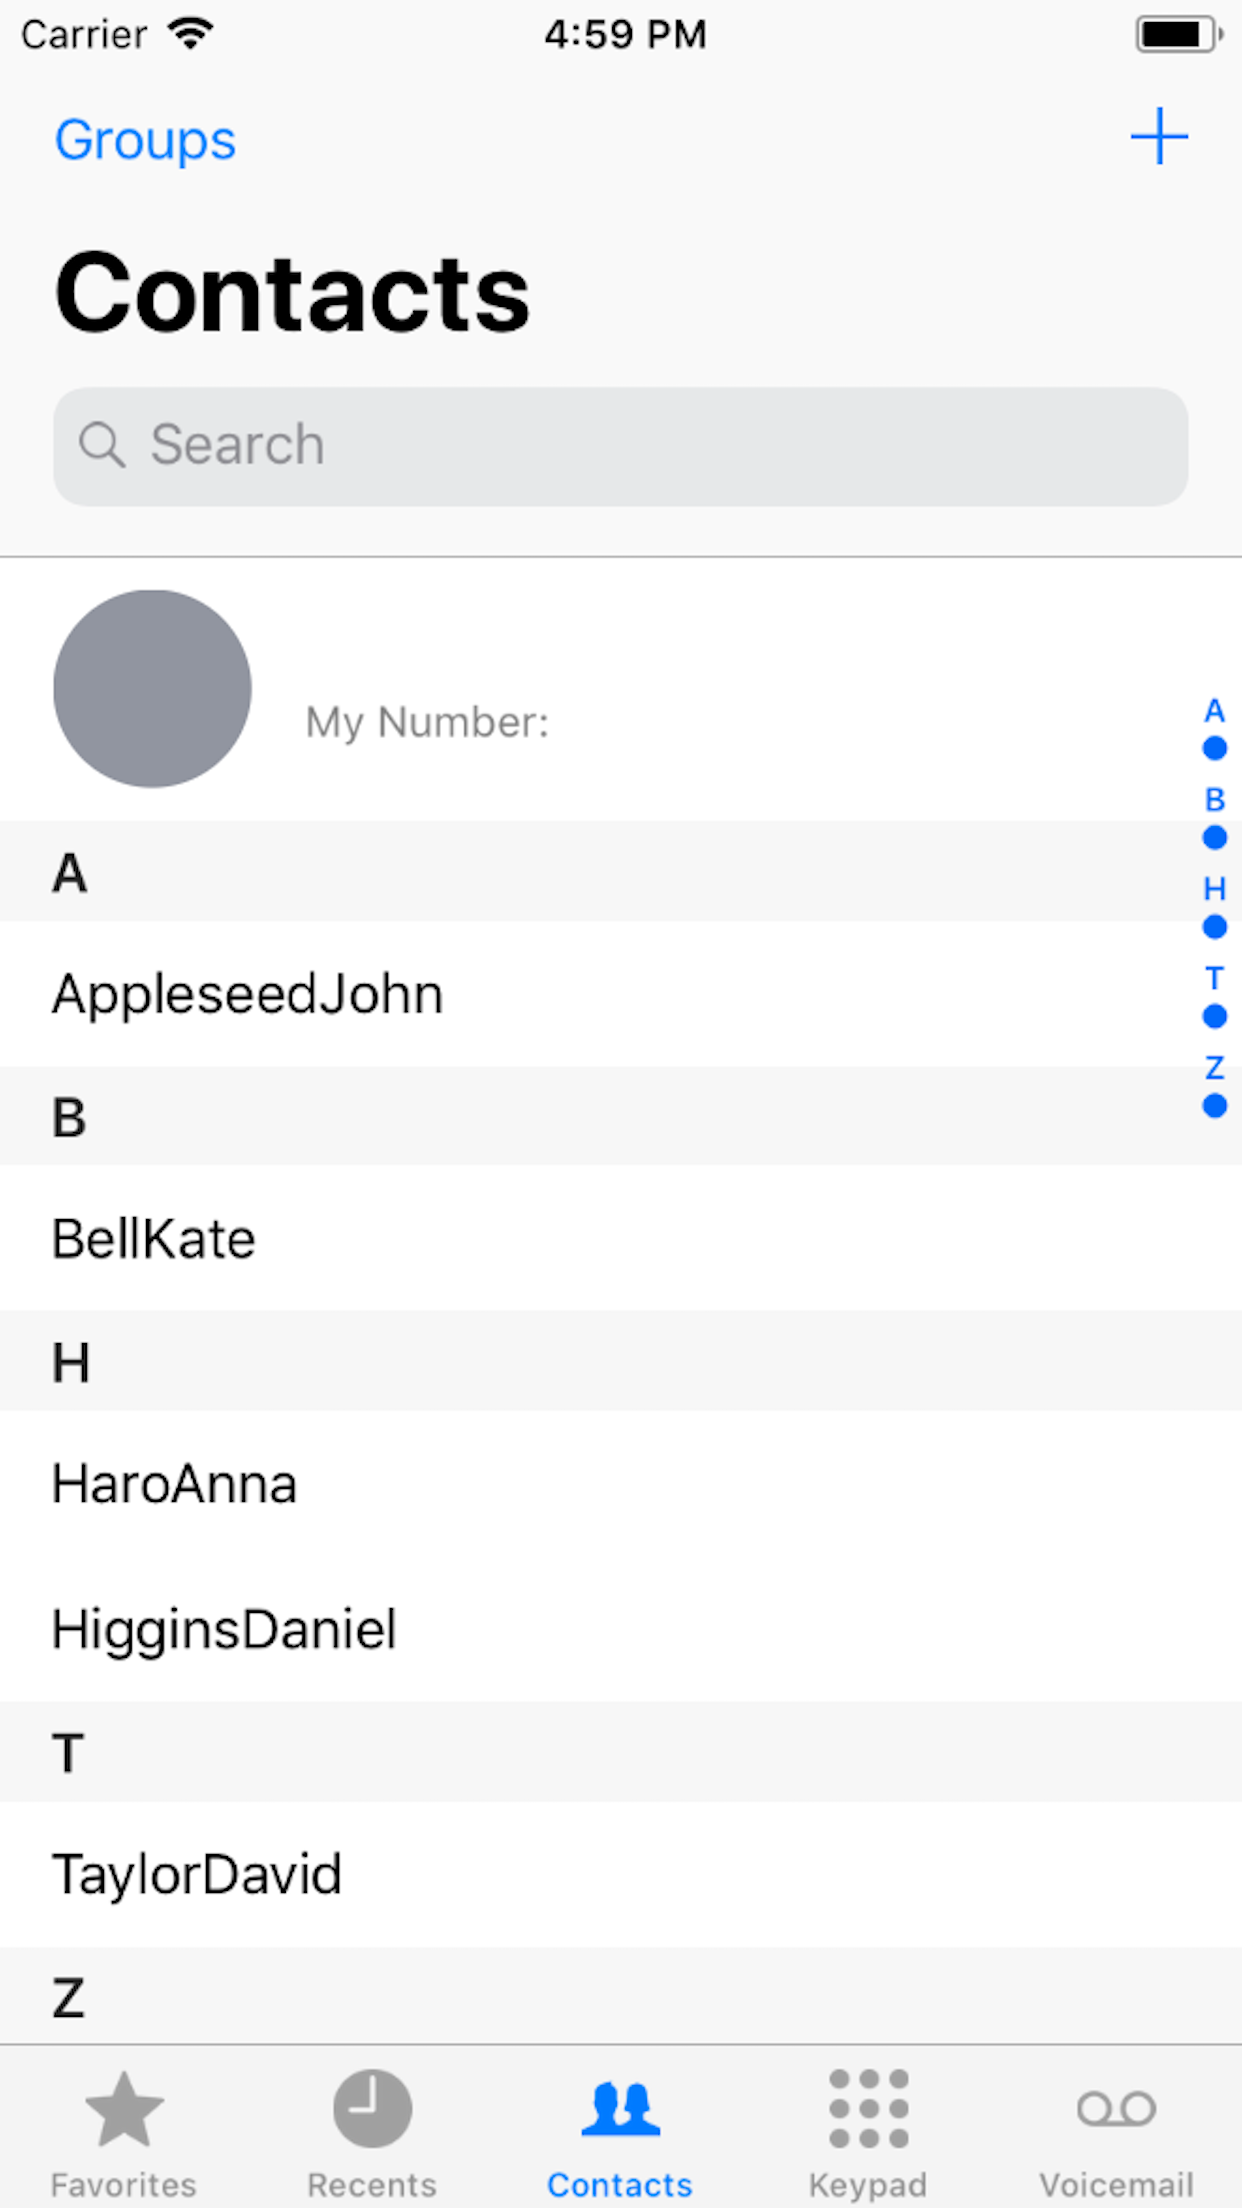 Carrier 4:59 PM
Groups
Contacts
Search
My Number:
A
B
H
T
Z
A
AppleseedJohn
B
BellKate
H
HaroAnna
HigginsDaniel
T
TaylorDavid
Z
Favorites Recents Contacts Keypad Voicemail